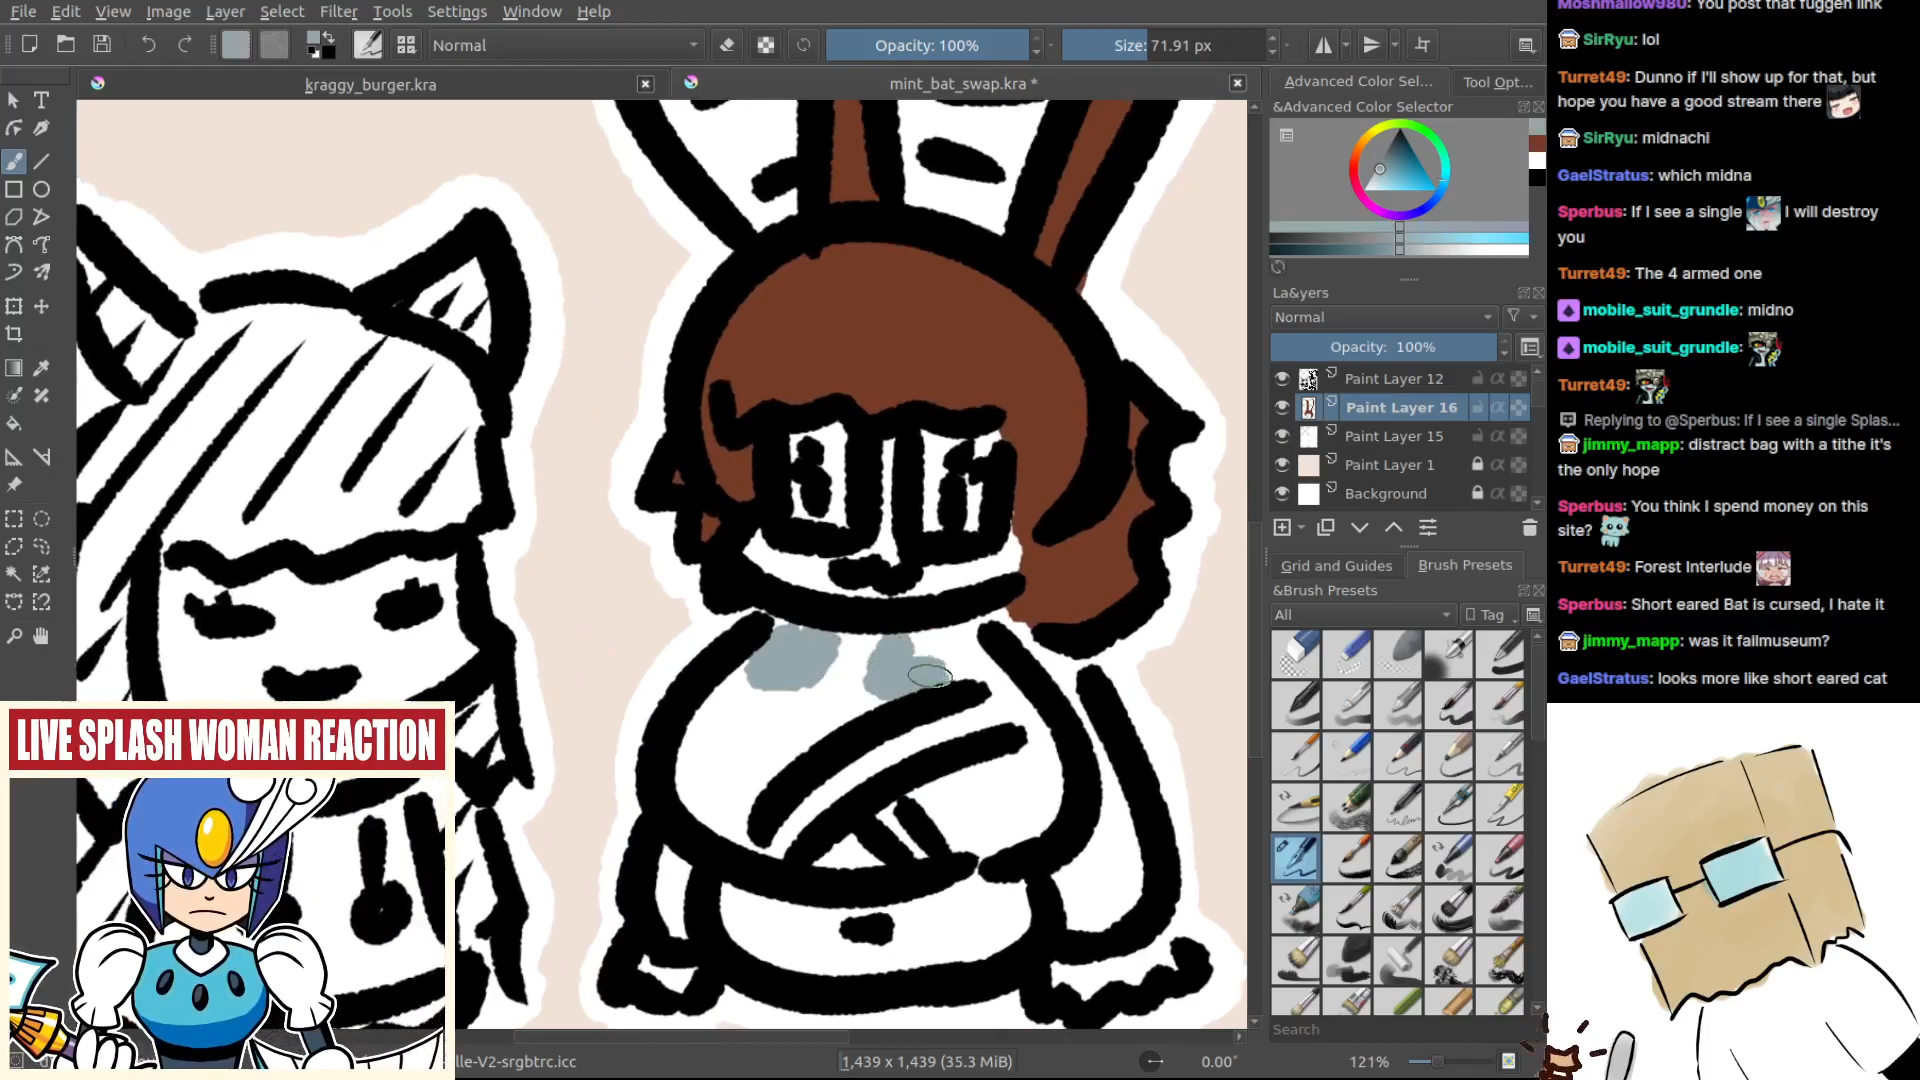 File Edit View Image Layer Select Filter Tools Settings Window Help
Normal
Opacity: 100%
Size: 71.91 px
kraggy_burger.kra
mint_bat_swap.kra *
Advanced Color Sel...
Tool Opt...
&Advanced Color Selector
La&yers
Normal
Opacity: 100%
Paint Layer 12
Paint Layer 16
Paint Layer 15
Paint Layer 1
Background
Grid and Guides
Brush Presets
&Brush Presets
All
Tag
Search
lle-V2-srgbtrc.icc
1,439 x 1,439 (35.3 MiB)
0.00°
121%
LIVE SPLASH WOMAN REACTION
Moshmallow980: You post that fuggen link
SirRyu: lol
Turret49: Dunno if I'll show up for that, but
hope you have a good stream there
SirRyu: midnachi
GaelStratus: which midna
Sperbus: If I see a single I will destroy
you
Turret49: The 4 armed one
mobile_suit_grundle: midno
mobile_suit_grundle:
Turret49:
Replying to @Sperbus: If I see a single Splas...
jimmy_mapp: distract bag with a tithe it's
the only hope
Sperbus: You think I spend money on this
site?
Turret49: Forest Interlude
Sperbus: Short eared Bat is cursed, I hate it
jimmy_mapp: was it failmuseum?
GaelStratus: looks more like short eared cat